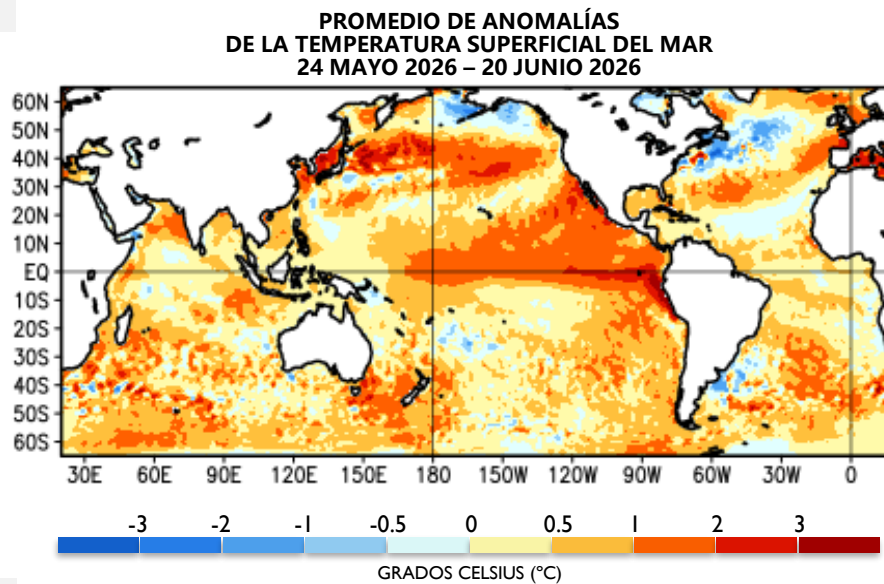 PROMEDIO DE ANOMALÍAS
DE LA TEMPERATURA SUPERFICIAL DEL MAR
24 MAYO 2026 – 20 JUNIO 2026
60N
50N
40N
30N
20N
10N
EQ
10S
20S
30S
40S
50S
60S
30E 60E 90E 120E 150E 180 150W 120W 90W 60W 30W 0
-3 -2 -1 -0.5 0 0.5 1 2 3
GRADOS CELSIUS (ºC)